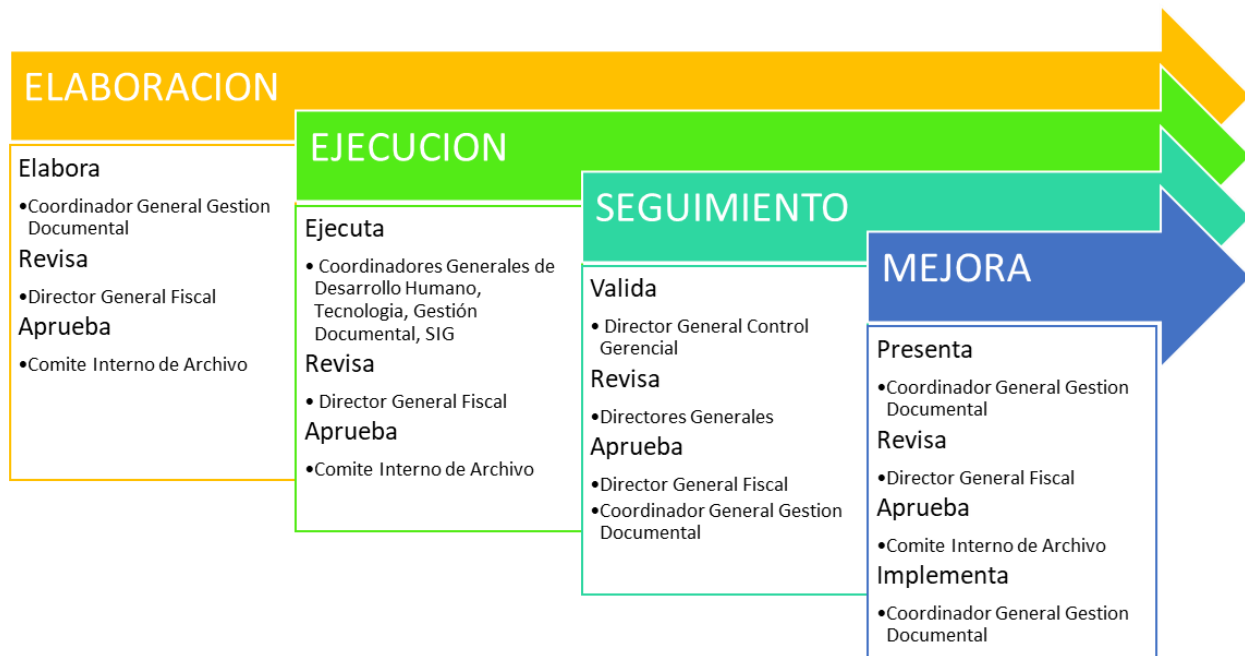 ELABORACION
Elabora
•Coordinador General Gestion
Documental
Revisa
•Director General Fiscal
Aprueba
•Comite Interno de Archivo
EJECUCION
Ejecuta
• Coordinadores Generales de
Desarrollo Humano,
Tecnologia, Gestión
Documental, SIG
Revisa
• Director General Fiscal
Aprueba
•Comite Interno de Archivo
SEGUIMIENTO
Valida
• Director General Control
Gerencial
Revisa
•Directores Generales
Aprueba
•Director General Fiscal
•Coordinador General Gestion
Documental
MEJORA
Presenta
•Coordinador General Gestion
Documental
Revisa
•Director General Fiscal
Aprueba
•Comite Interno de Archivo
Implementa
•Coordinador General Gestion
Documental